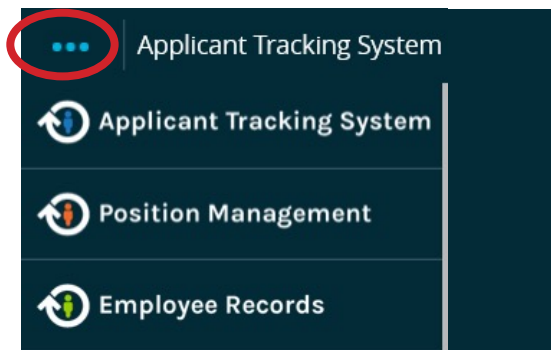 Applicant Tracking System
Applicant Tracking System
Position Management
Employee Records